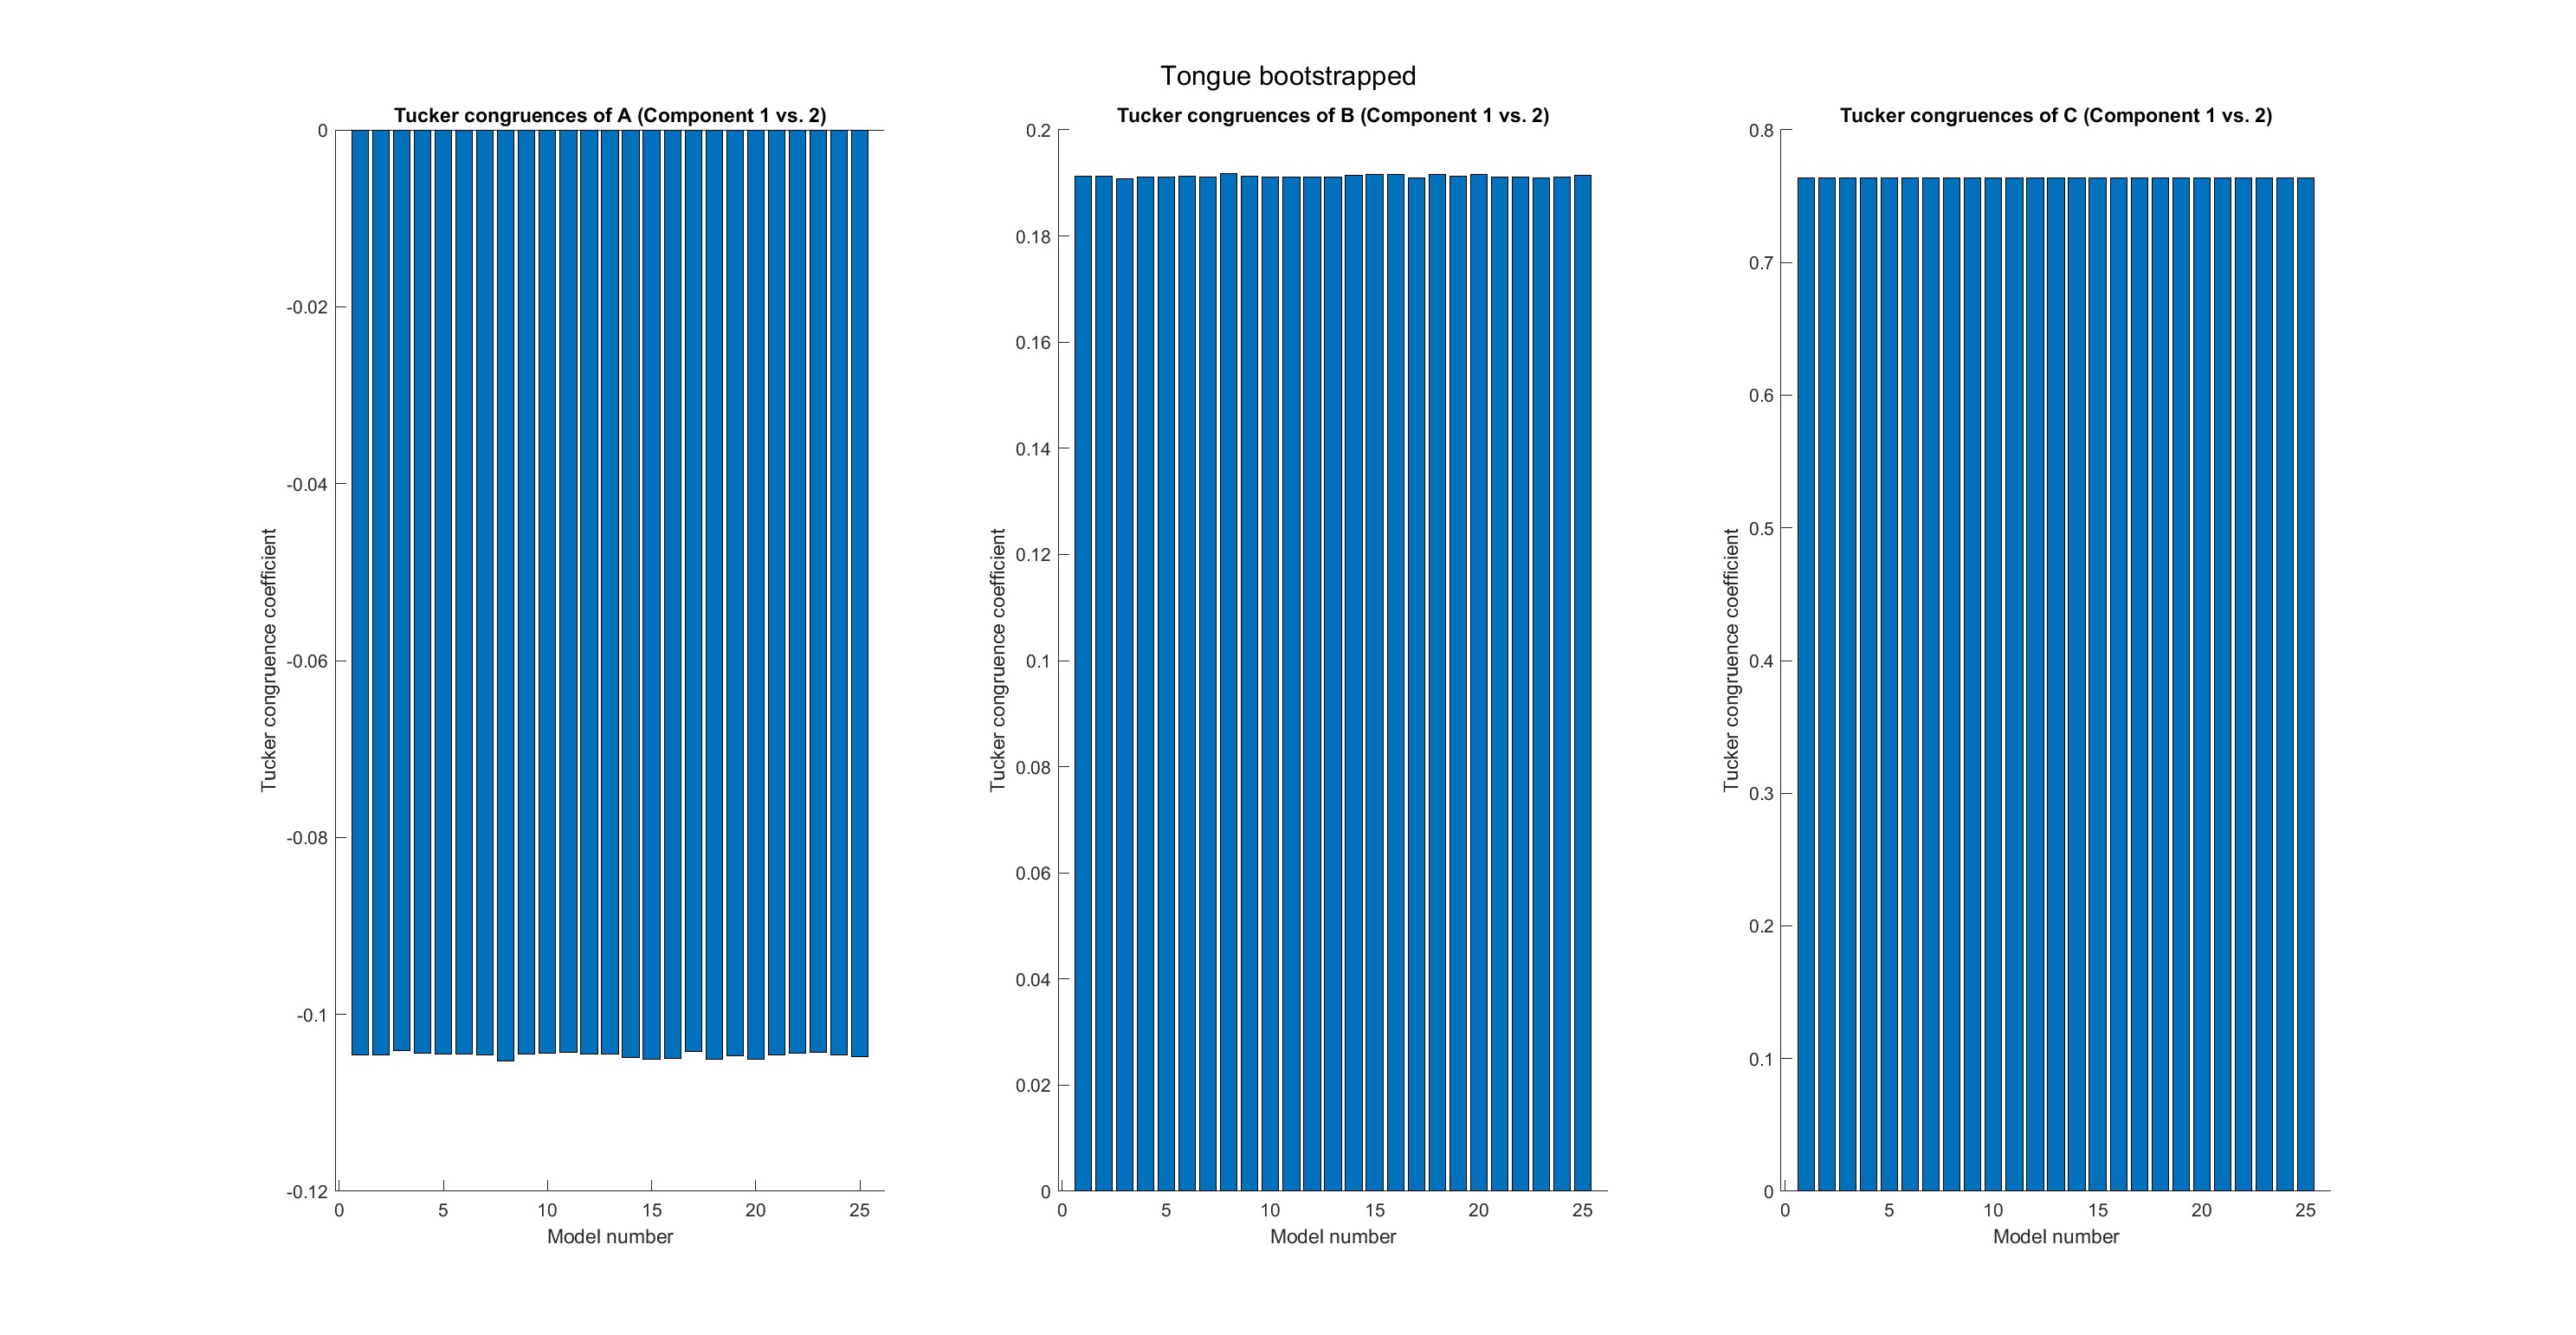 Tongue bootstrapped
Tucker congruences of A (Component 1 vs. 2)
0
-0.02
-0.04
-0.06
-0.08
-0.1
-0.12
Tucker congruence coefficient
0 5 10 15 20 25
Model number
Tucker congruences of B (Component 1 vs. 2)
0.2
0.18
0.16
0.14
0.12
0.1
0.08
0.06
0.04
0.02
0
Tucker congruence coefficient
0 5 10 15 20 25
Model number
Tucker congruences of C (Component 1 vs. 2)
0.8
0.7
0.6
0.5
0.4
0.3
0.2
0.1
0
Tucker congruence coefficient
0 5 10 15 20 25
Model number